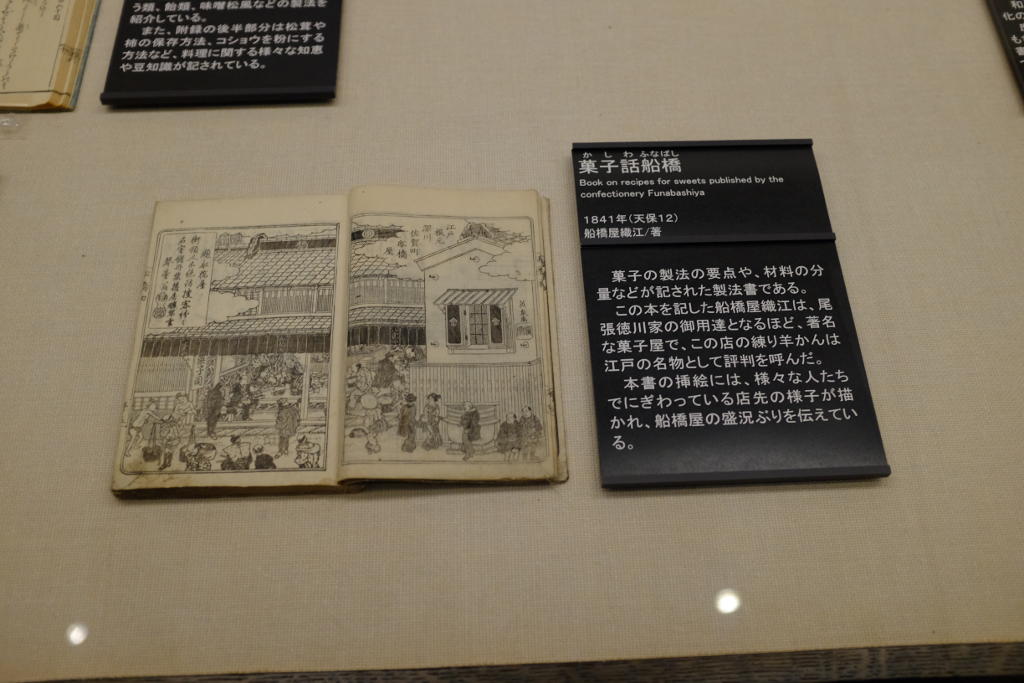 う類、飴類、味噌松風などの製法を
紹介している。
また、附録の後半部分は松茸や
柿の保存方法、コショウを粉にする
方法など、料理に関する様々な知恵
や豆知識が記されている。
かしわふなばし
菓子話船橋
Book on recipes for sweets published by the
confectionery Funabashiya
1841年(天保12)
船橋屋織江/著
菓子の製法の要点や、材料の分
量などが記された製法書である。
この本を記した船橋屋織江は、尾
張徳川家の御用達となるほど、著名
な菓子屋で、この店の練り羊かんは
江戸の名物として評判を呼んだ。
本書の挿絵には、様々な人たち
でにぎわっている店先の様子が描
かれ、船橋屋の盛況ぶりを伝えてい
る。
江戸
根元
深川
佐賀町
船橋
屋